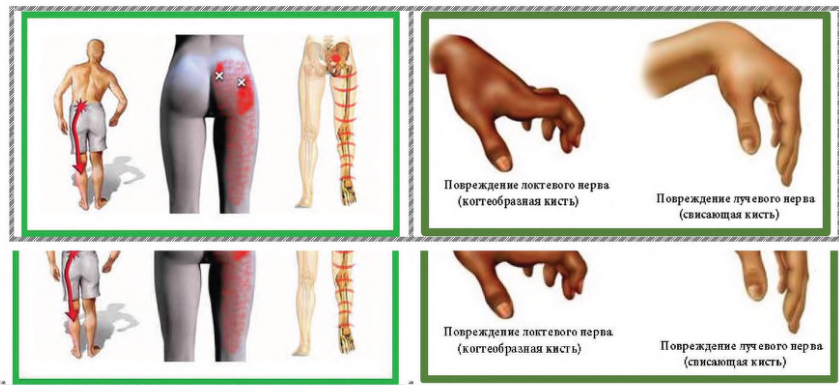 Повреждение локтевого нерва
(когтеобразная кисть)
Повреждение лучевого нерва
(свисающая кисть)
Повреждение локтевого нерва
(когтеобразная кисть)
Повреждение лучевого нерва
(свисающая кисть)